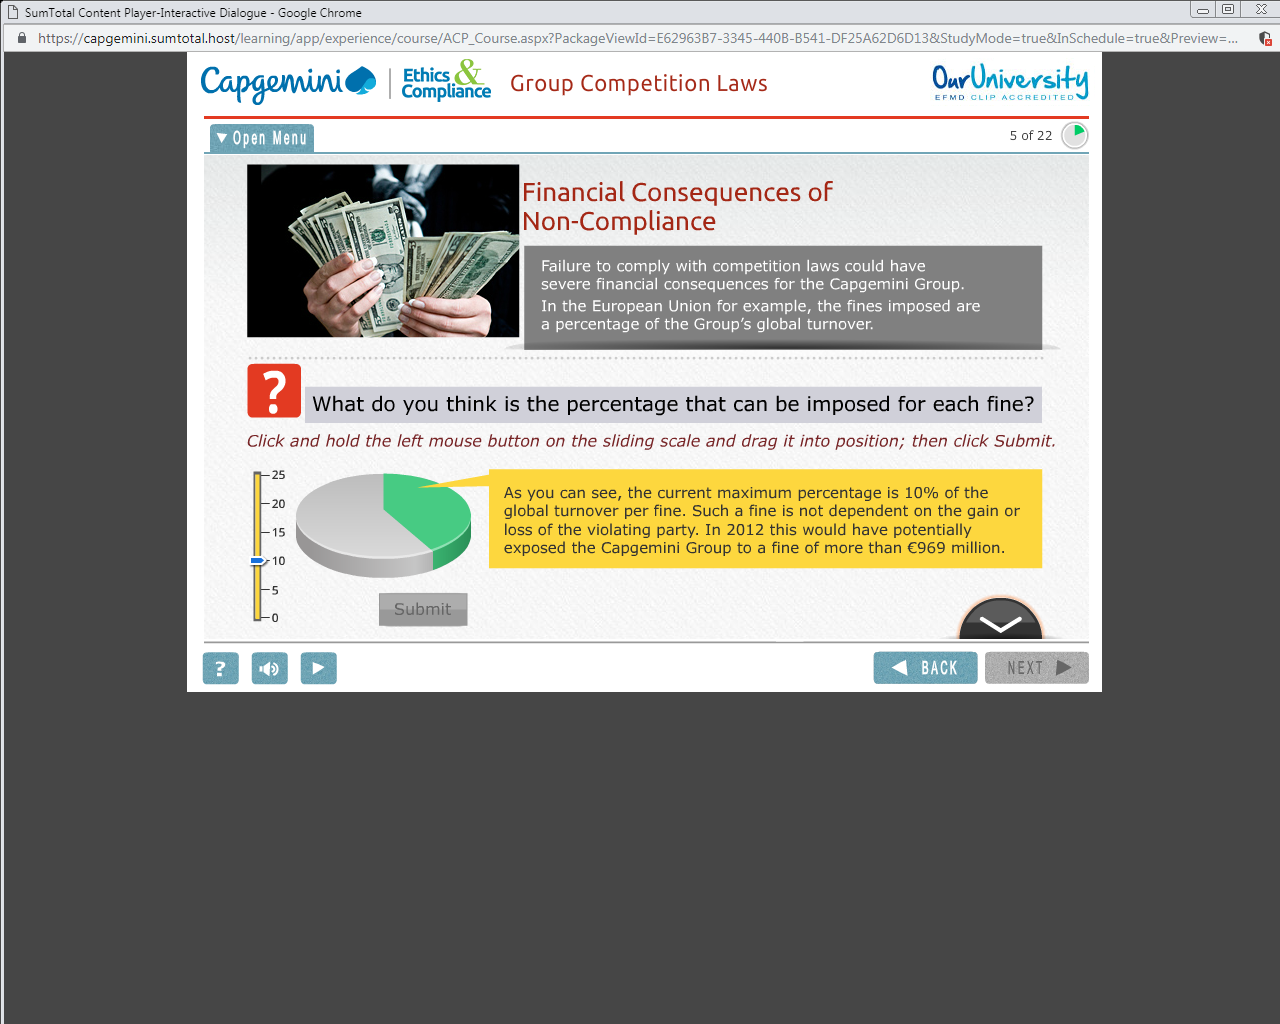 SumTotal Content Player-Interactive Dialogue - Google Chrome
https://capgemini.sumtotal.host/learning/app/experience/course/ACP_Course.aspx?PackageViewId=E62963B7-3345-440B-B541-DF25A62D6D13&StudyMode=true&InSchedule=true&Preview=...
Capgemini
Ethics &
Compliance
Group Competition Laws
OurUniversity
EFMD CLIP ACCREDITED
Open Menu
5 of 22
Financial Consequences of
Non-Compliance
Failure to comply with competition laws could have
severe financial consequences for the Capgemini Group.
In the European Union for example, the fines imposed are
a percentage of the Group's global turnover.
?
What do you think is the percentage that can be imposed for each fine?
Click and hold the left mouse button on the sliding scale and drag it into position; then click Submit.
25
20
15
10
5
0
As you can see, the current maximum percentage is 10% of the
global turnover per fine. Such a fine is not dependent on the gain or
loss of the violating party. In 2012 this would have potentially
exposed the Capgemini Group to a fine of more than €969 million.
Submit
?
BACK
NEXT